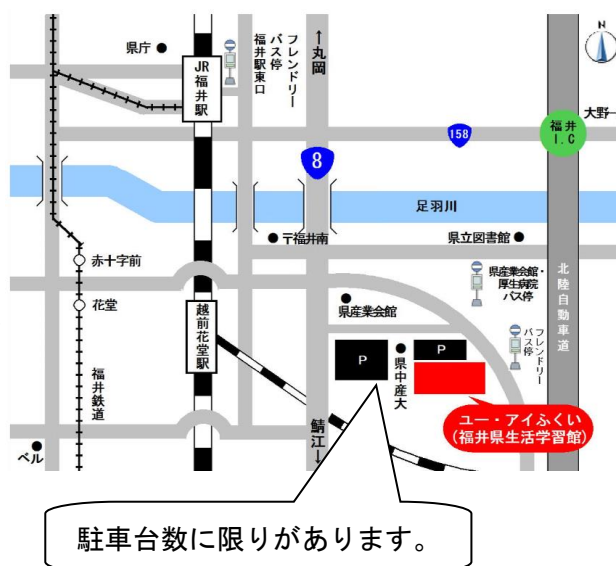 県庁
JR
福井駅
福井駅東口
バス停
フレンドリー
↑丸岡
N
大野
福井
I.C
158
8
足羽川
〒福井南
県立図書館
赤十字前
花堂
越前花堂駅
県産業会館
県産業会館・
厚生病院
バス停
北陸自動車道
フレンドリー
バス停
P
P
県中産大
福井鉄道
ベル
鯖江↓
ユー・アイふくい
(福井県生活学習館)
駐車台数に限りがあります。